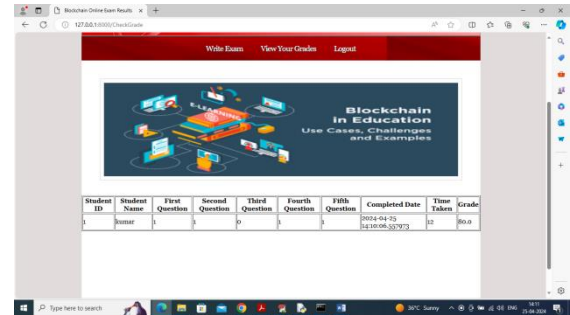 Blockchain Online Exam Results
127.0.0.1:8000/CheckGrade
Write Exam View Your Grades Logout
E-LEARNING
Blockchain
in Education
Use Cases, Challenges
and Examples
Student ID Student Name First Question Second Question Third Question Fourth Question Fifth Question Completed Date Time Taken Grade
1 kumar 1 1 0 1 1 2024-04-25 14:10:06.557973 12 80.0
Type here to search
36°C Sunny
ENG
14:11
25-04-2024